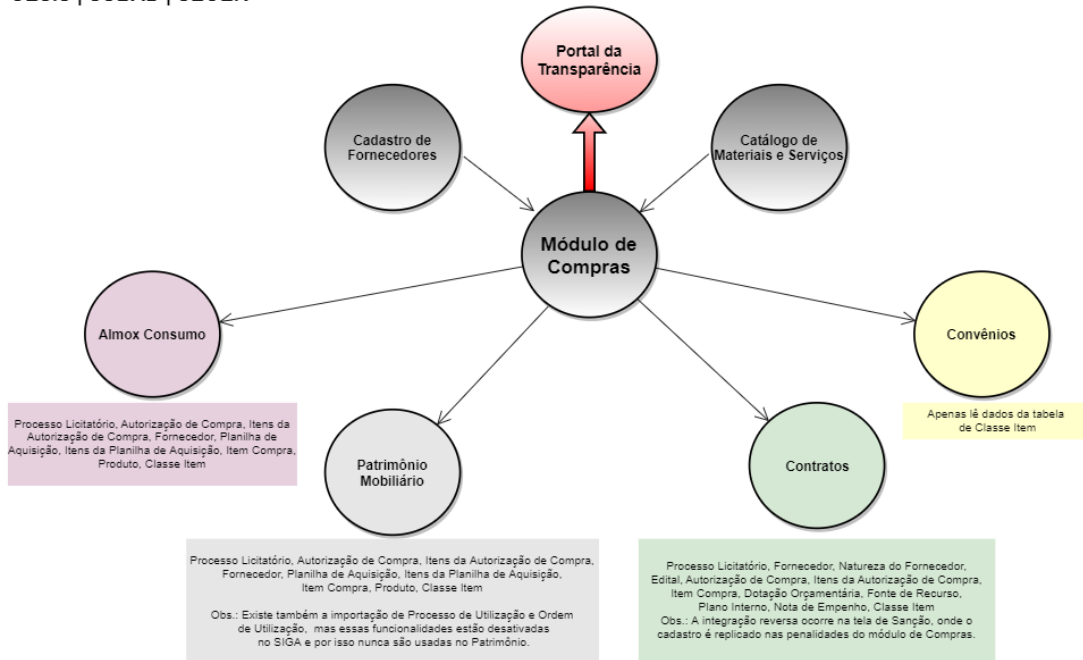 Portal da
Transparência
Cadastro de
Fornecedores
Catálogo de
Materiais e Serviços
Módulo de
Compras
Almox Consumo
Convênios
Processo Licitatório, Autorização de Compra, Itens da
Autorização de Compra, Fornecedor, Planilha de
Aquisição, Itens da Planilha de Aquisição, Item Compra,
Produto, Classe Item
Apenas lê dados da tabela
de Classe Item
Patrimônio
Mobiliário
Contratos
Processo Licitatório, Autorização de Compra, Itens da Autorização de Compra,
Fornecedor, Planilha de Aquisição, Itens da Planilha de Aquisição,
Item Compra, Produto, Classe Item
Obs.: Existe também a importação de Processo de Utilização e Ordem
de Utilização, mas essas funcionalidades estão desativadas
no SIGA e por isso nunca são usadas no Patrimônio.
Processo Licitatório, Fornecedor, Natureza do Fornecedor,
Edital, Autorização de Compra, Itens da Autorização de Compra,
Item Compra, Dotação Orçamentária, Fonte de Recurso,
Plano Interno, Nota de Empenho, Classe Item
Obs.: A integração reversa ocorre na tela de Sanção, onde o
cadastro é replicado nas penalidades do módulo de Compras.